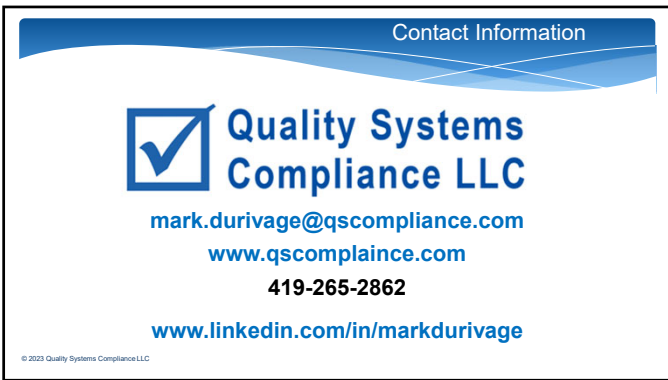 Contact Information
Quality Systems
Compliance LLC
mark.durivage@qscompliance.com
www.qscomplaince.com
419-265-2862
www.linkedin.com/in/markdurivage
© 2023 Quality Systems Compliance LLC